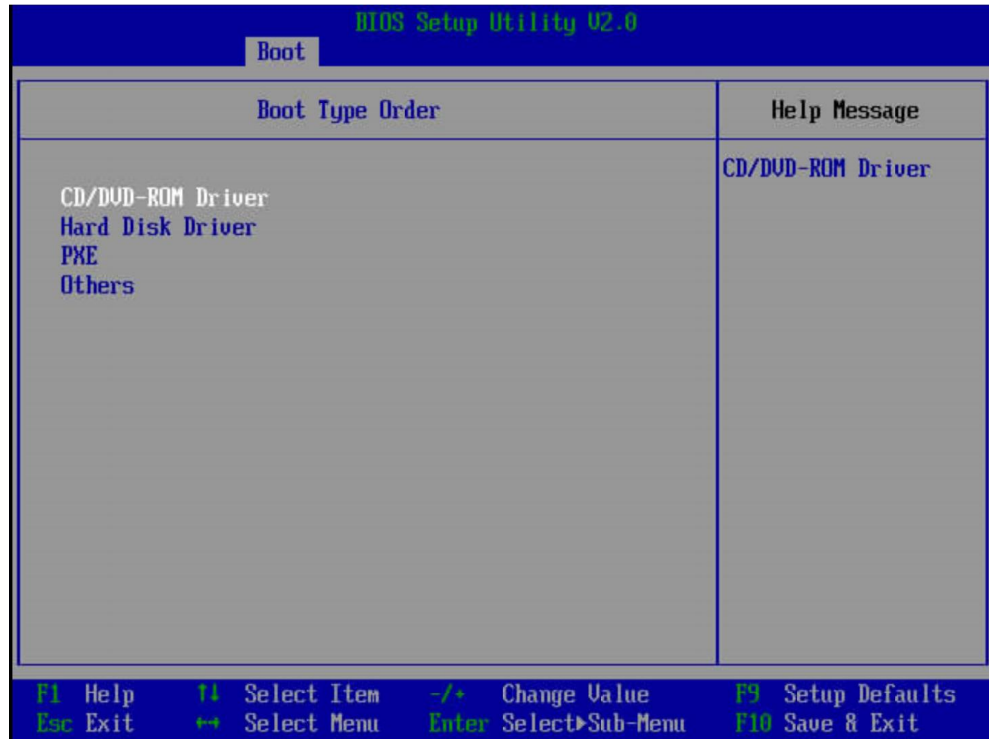 BIOS Setup Utility V2.0
Boot
Boot Type Order
Help Message
CD/DVD-ROM Driver
Hard Disk Driver
PXE
Others
CD/DVD-ROM Driver
F1 Help ↑↓ Select Item -/+ Change Value F9 Setup Defaults
Esc Exit ↔ Select Menu Enter Select▶Sub-Menu F10 Save & Exit